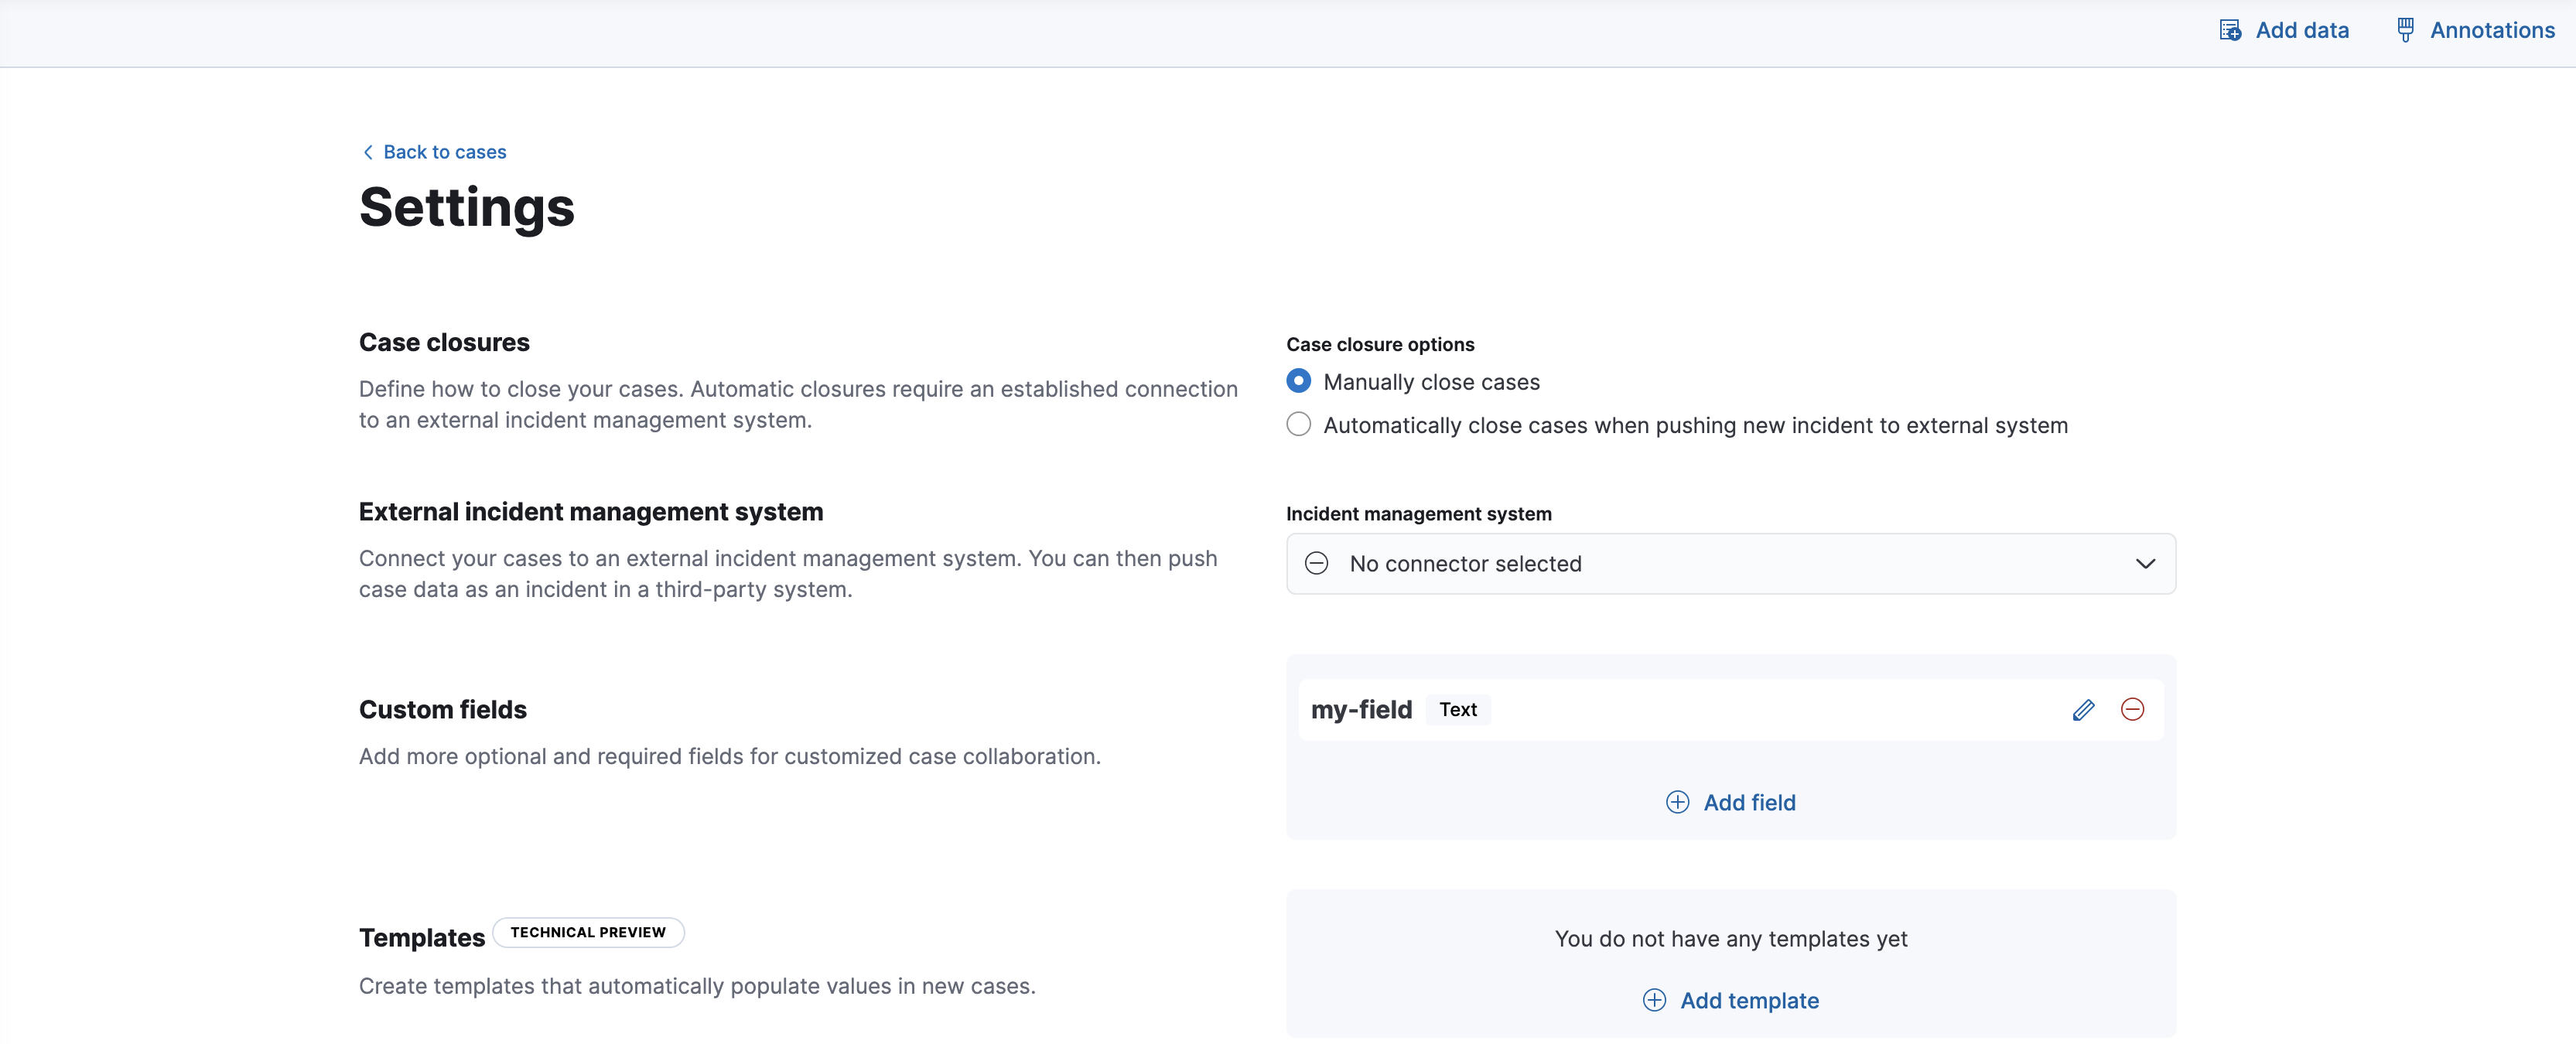 Add data
Annotations
Back to cases
Settings
Case closures
Define how to close your cases. Automatic closures require an established connection
to an external incident management system.
Case closure options
Manually close cases
Automatically close cases when pushing new incident to external system
External incident management system
Connect your cases to an external incident management system. You can then push
case data as an incident in a third-party system.
Incident management system
No connector selected
Custom fields
Add more optional and required fields for customized case collaboration.
my-field Text
Add field
Templates TECHNICAL PREVIEW
Create templates that automatically populate values in new cases.
You do not have any templates yet
Add template